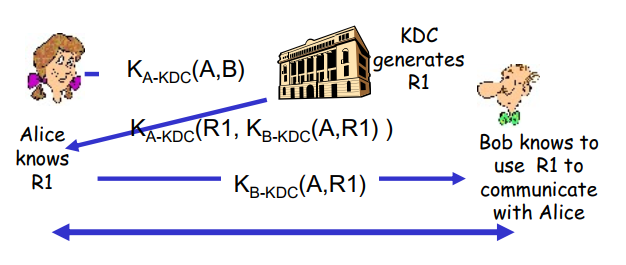 KDC
generates
R1
K_A-KDC(A,B)
K_A-KDC(R1, K_B-KDC(A,R1) )
Alice
knows
R1
K_B-KDC(A,R1)
Bob knows to
use R1 to
communicate
with Alice